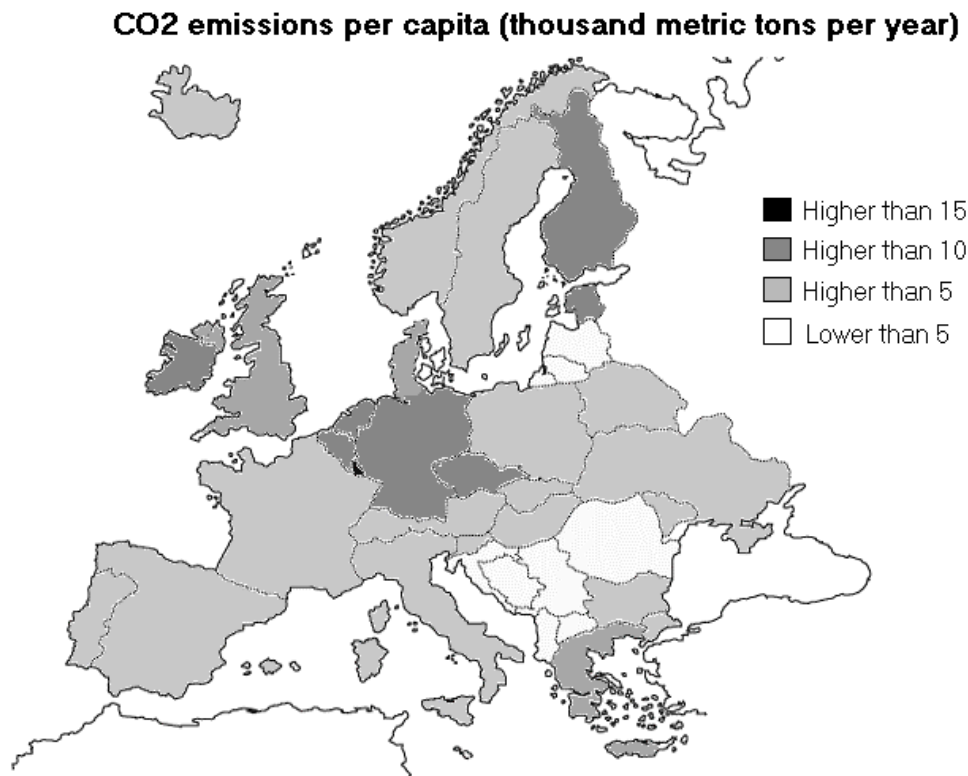 CO2 emissions per capita (thousand metric tons per year)
Higher than 15
Higher than 10
Higher than 5
Lower than 5